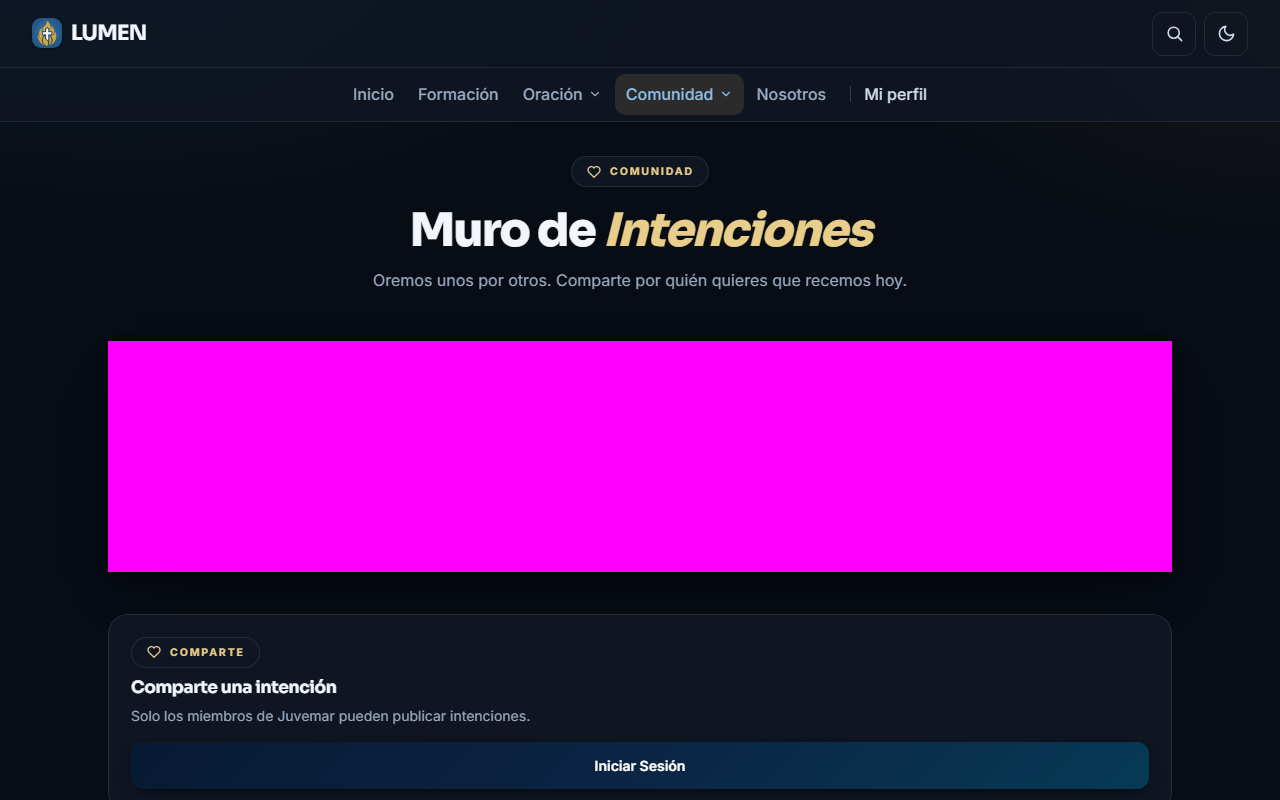 LUMEN
Inicio Formación Oración Comunidad Nosotros Mi perfil
COMUNIDAD
Muro de Intenciones
Oremos unos por otros. Comparte por quién quieres que recemos hoy.
COMPARTE
Comparte una intención
Solo los miembros de Juvemar pueden publicar intenciones.
Iniciar Sesión